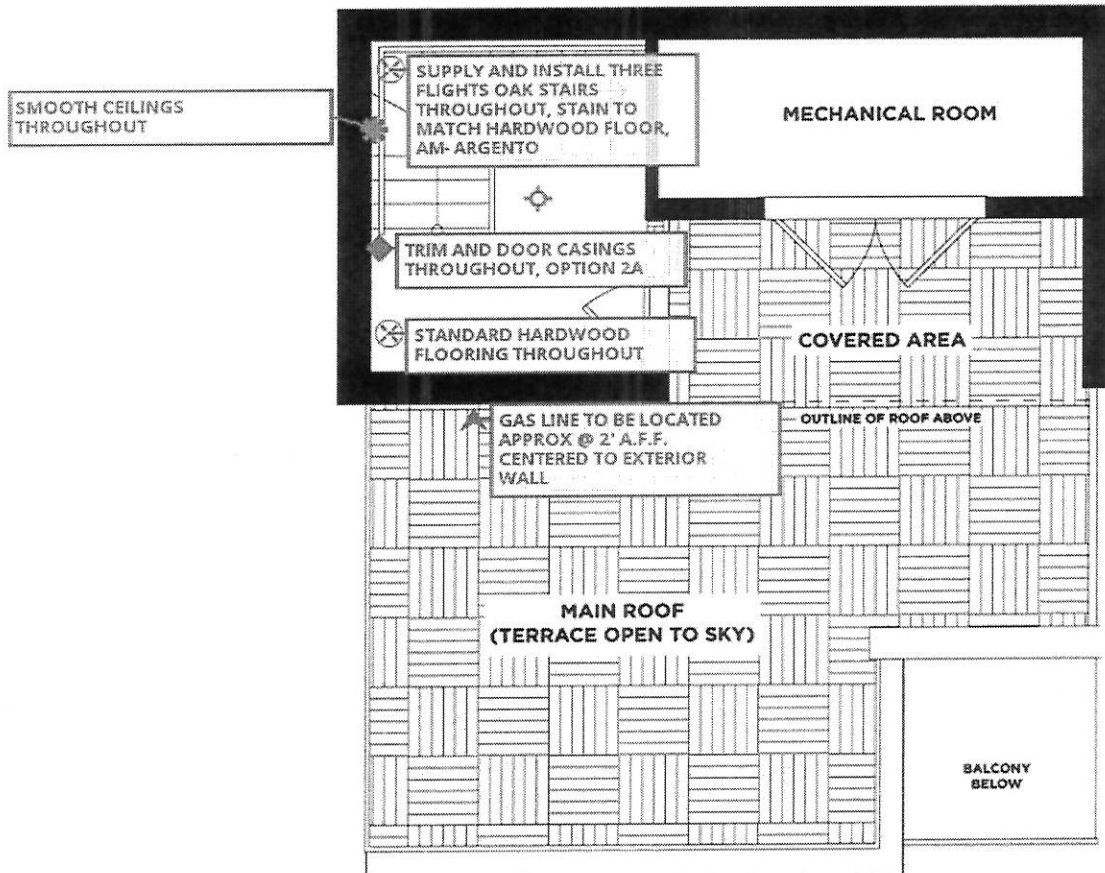 SMOOTH CEILINGS
THROUGHOUT
SUPPLY AND INSTALL THREE
FLIGHTS OAK STAIRS
THROUGHOUT, STAIN TO
MATCH HARDWOOD FLOOR,
AM- ARGENTO
MECHANICAL ROOM
TRIM AND DOOR CASINGS
THROUGHOUT, OPTION 2A
STANDARD HARDWOOD
FLOORING THROUGHOUT
COVERED AREA
OUTLINE OF ROOF ABOVE
GAS LINE TO BE LOCATED
APPROX @ 2' A.F.F.
CENTERED TO EXTERIOR
WALL
MAIN ROOF
(TERRACE OPEN TO SKY)
BALCONY
BELOW